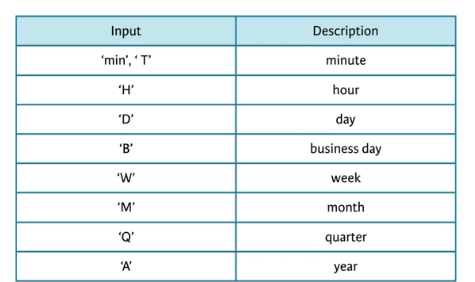 Input Description
‘min’, ‘ T’ minute
‘H’ hour
‘D’ day
‘B’ business day
‘W’ week
‘M’ month
‘Q’ quarter
‘A’ year